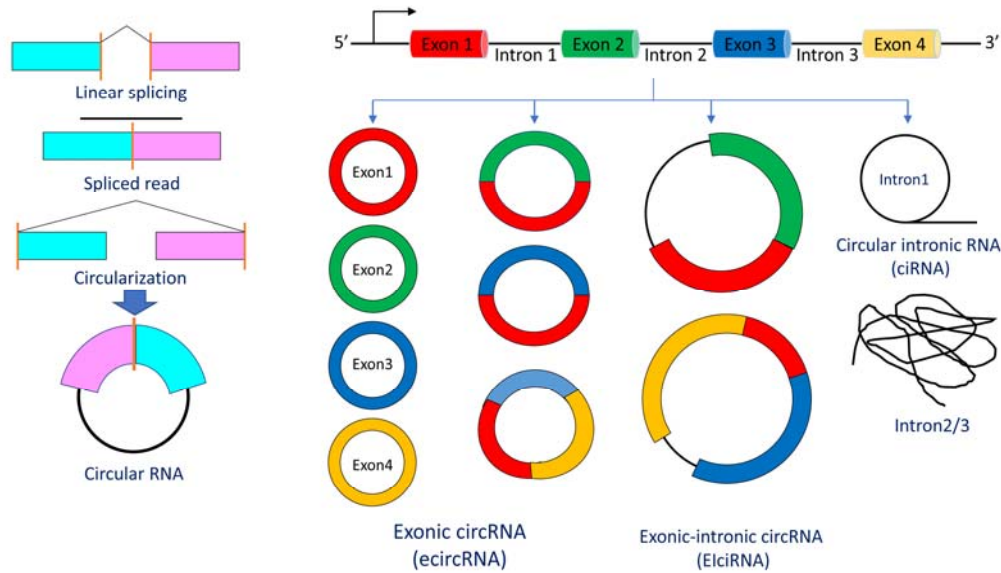 Linear splicing
Spliced read
Circularization
Circular RNA
5’
Exon 1
Intron 1
Exon 2
Intron 2
Exon 3
Intron 3
Exon 4
3’
Exon1
Exon2
Exon3
Exon4
Exonic circRNA
(ecircRNA)
Exonic-intronic circRNA
(EIciRNA)
Intron1
Circular intronic RNA
(ciRNA)
Intron2/3